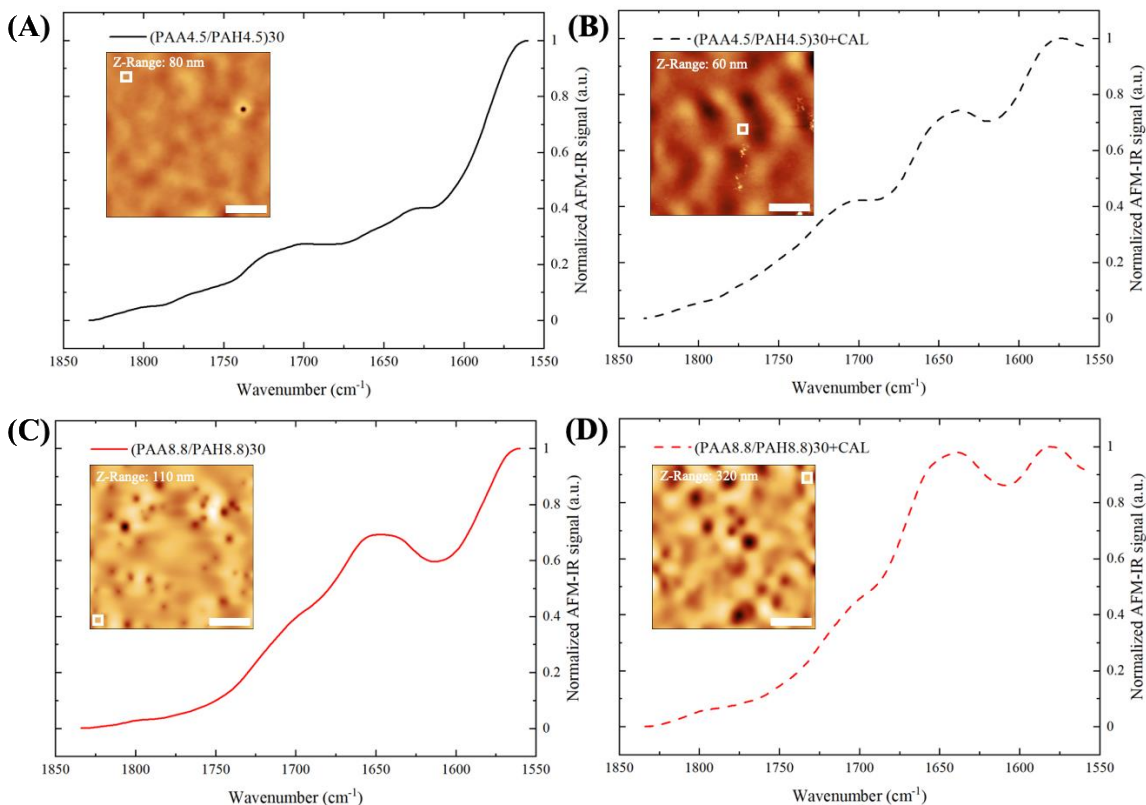 (A)
(PAA4.5/PAH4.5)30
Z-Range: 80 nm
1
0.8
0.6
0.4
0.2
0
Normalized AFM-IR signal (a.u.)
1850 1800 1750 1700 1650 1600 1550
Wavenumber (cm⁻¹)
(B)
(PAA4.5/PAH4.5)30+CAL
Z-Range: 60 nm
1
0.8
0.6
0.4
0.2
0
Normalized AFM-IR signal (a.u.)
1850 1800 1750 1700 1650 1600 1550
Wavenumber (cm⁻¹)
(C)
(PAA8.8/PAH8.8)30
Z-Range: 110 nm
1
0.8
0.6
0.4
0.2
0
Normalized AFM-IR signal (a.u.)
1850 1800 1750 1700 1650 1600 1550
Wavenumber (cm⁻¹)
(D)
(PAA8.8/PAH8.8)30+CAL
Z-Range: 320 nm
1
0.8
0.6
0.4
0.2
0
Normalized AFM-IR signal (a.u.)
1850 1800 1750 1700 1650 1600 1550
Wavenumber (cm⁻¹)